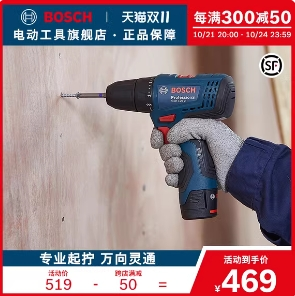 BOSCH 天猫双11
每满300减50
电动工具旗舰店·正品保障
10/21 20:00 - 10/24 23:59
SF
BOSCH
Professional
BOSCH
专业起拧 万向灵通
活动价 跨店满减 活动到手价
519 - 50 = ¥469